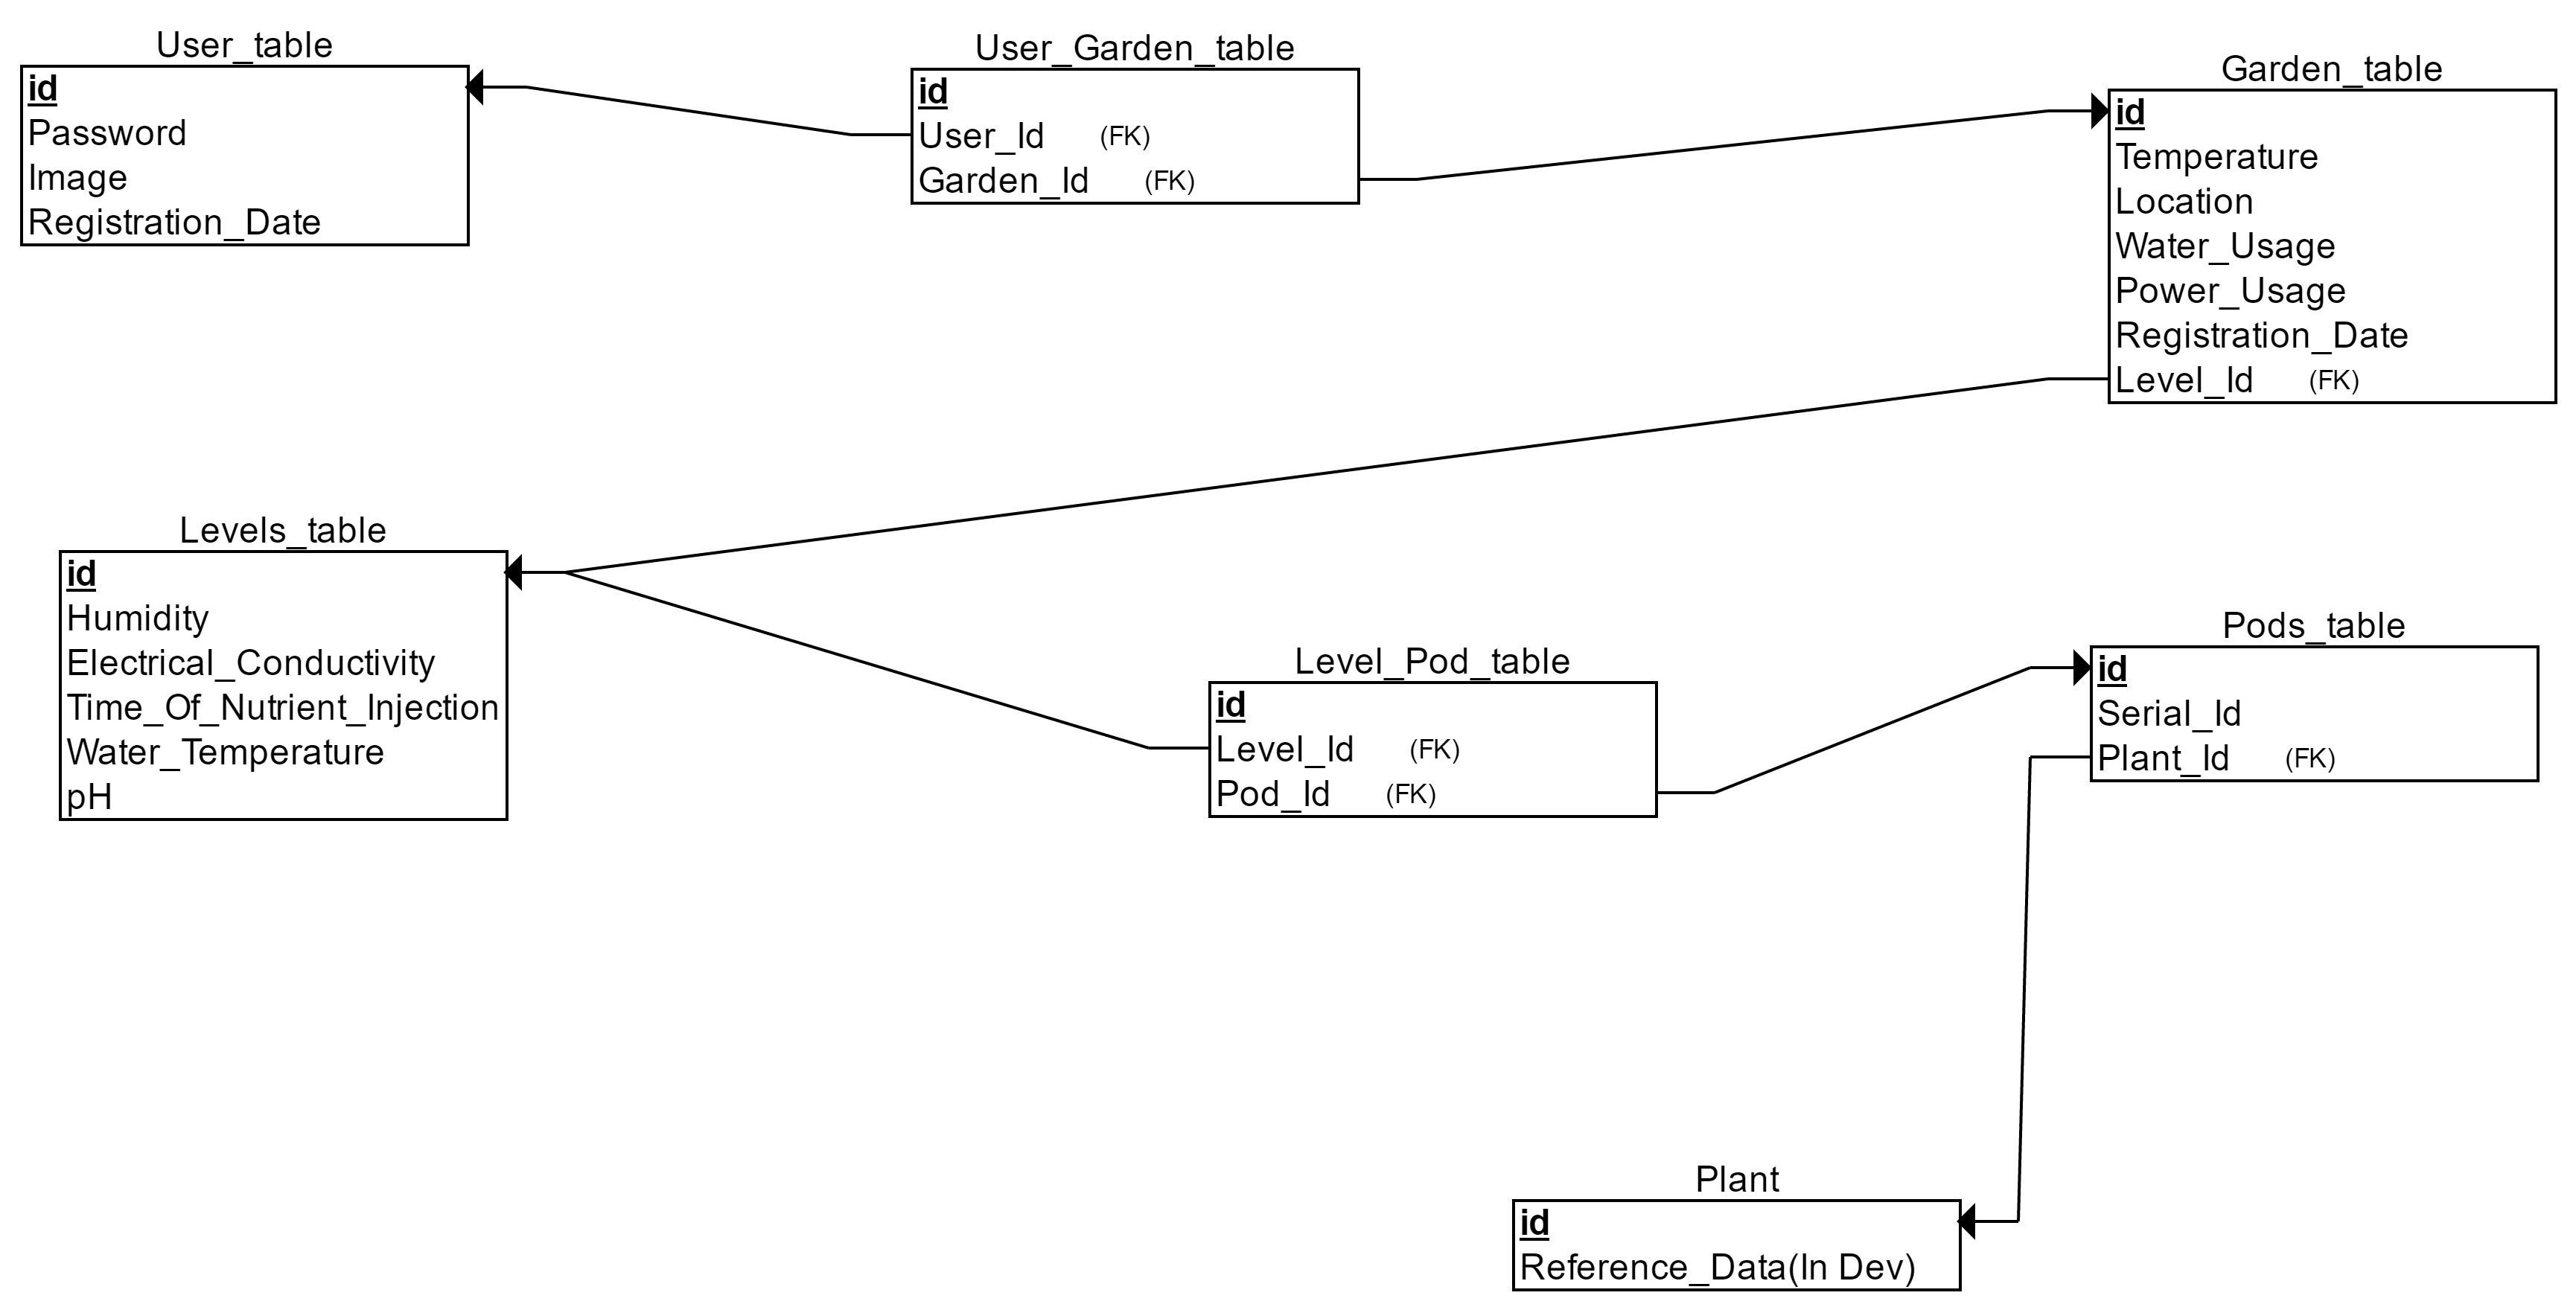 User_table
id
Password
Image
Registration_Date
User_Garden_table
id
User_Id (FK)
Garden_Id (FK)
Garden_table
id
Temperature
Location
Water_Usage
Power_Usage
Registration_Date
Level_Id (FK)
Levels_table
id
Humidity
Electrical_Conductivity
Time_Of_Nutrient_Injection
Water_Temperature
pH
Level_Pod_table
id
Level_Id (FK)
Pod_Id (FK)
Pods_table
id
Serial_Id
Plant_Id (FK)
Plant
id
Reference_Data(In Dev)